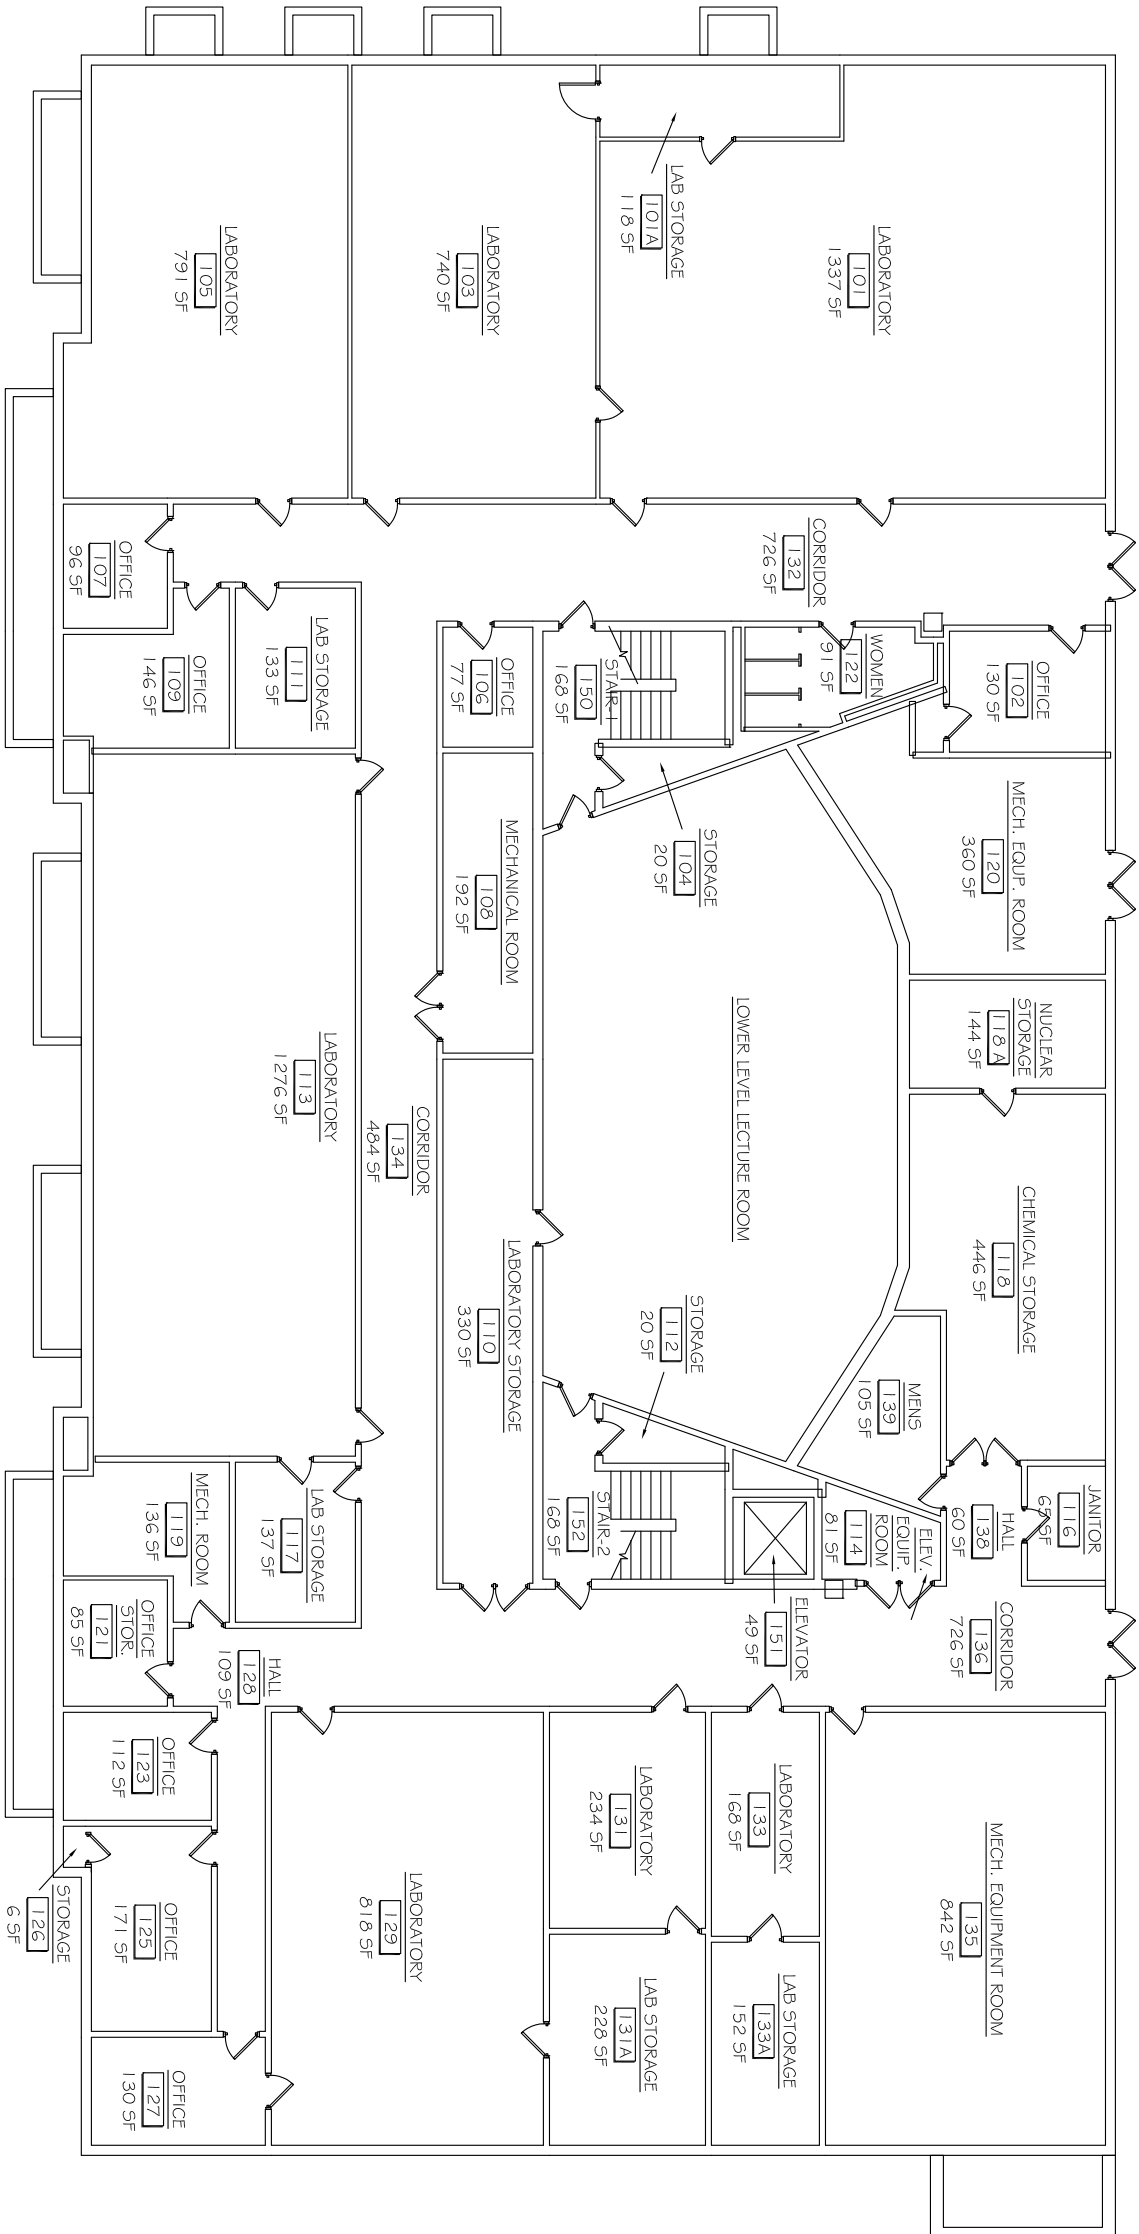 LABORATORY
101
1337 SF
LAB STORAGE
101A
118 SF
LABORATORY
103
740 SF
LABORATORY
105
791 SF
CORRIDOR
132
726 SF
OFFICE
107
96 SF
OFFICE
109
146 SF
LAB STORAGE
111
133 SF
OFFICE
106
77 SF
STAIR-1
150
168 SF
WOMEN
122
91 SF
OFFICE
102
130 SF
MECH. EQUP. ROOM
120
360 SF
STORAGE
104
20 SF
MECHANICAL ROOM
108
192 SF
NUCLEAR
STORAGE
118 A
144 SF
LOWER LEVEL LECTURE ROOM
LABORATORY
113
1276 SF
CORRIDOR
134
484 SF
CHEMICAL STORAGE
118
446 SF
LABORATORY STORAGE
110
330 SF
STORAGE
112
20 SF
MENS
139
105 SF
JANITOR
116
65 SF
HALL
138
60 SF
ELEV.
EQUIP.
ROOM
114
81 SF
STAIR-2
152
168 SF
LAB STORAGE
117
137 SF
MECH. ROOM
119
136 SF
ELEVATOR
151
49 SF
CORRIDOR
136
726 SF
OFFICE
STOR.
121
85 SF
HALL
128
109 SF
OFFICE
123
112 SF
MECH. EQUIPMENT ROOM
135
842 SF
LABORATORY
133
168 SF
LABORATORY
131
234 SF
LABORATORY
129
818 SF
OFFICE
125
171 SF
STORAGE
126
6 SF
LAB STORAGE
133A
152 SF
LAB STORAGE
131A
228 SF
OFFICE
127
130 SF